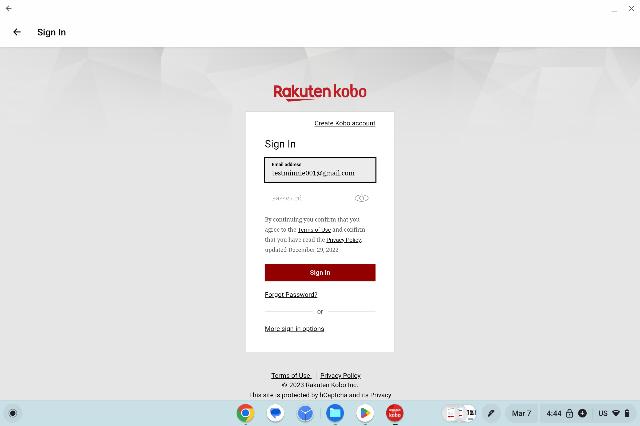 Sign In
Rakuten kobo
Create Kobo account
Sign In
Email address
testminnie001@gmail.com
Password
By continuing you confirm that you
agree to the Terms of Use and confirm
that you have read the Privacy Policy,
updated December 29, 2022
Sign In
Forgot Password?
or
More sign in options
Terms of Use | Privacy Policy
© 2023 Rakuten Kobo Inc.
This site is protected by hCaptcha and its Privacy
Rakuten kobo
Mar 7
4:44
US